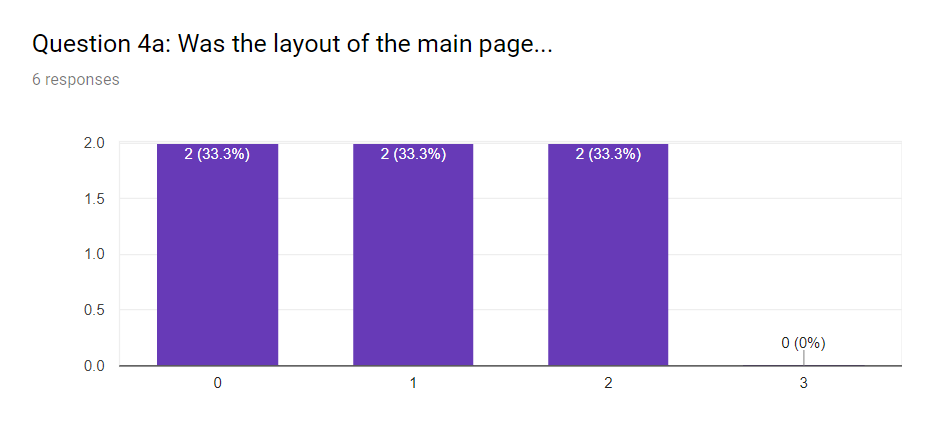 Question 4a: Was the layout of the main page...
6 responses
2.0
2 (33.3%) 2 (33.3%) 2 (33.3%)
1.5
1.0
0.5
0 (0%)
0.0
0 1 2 3